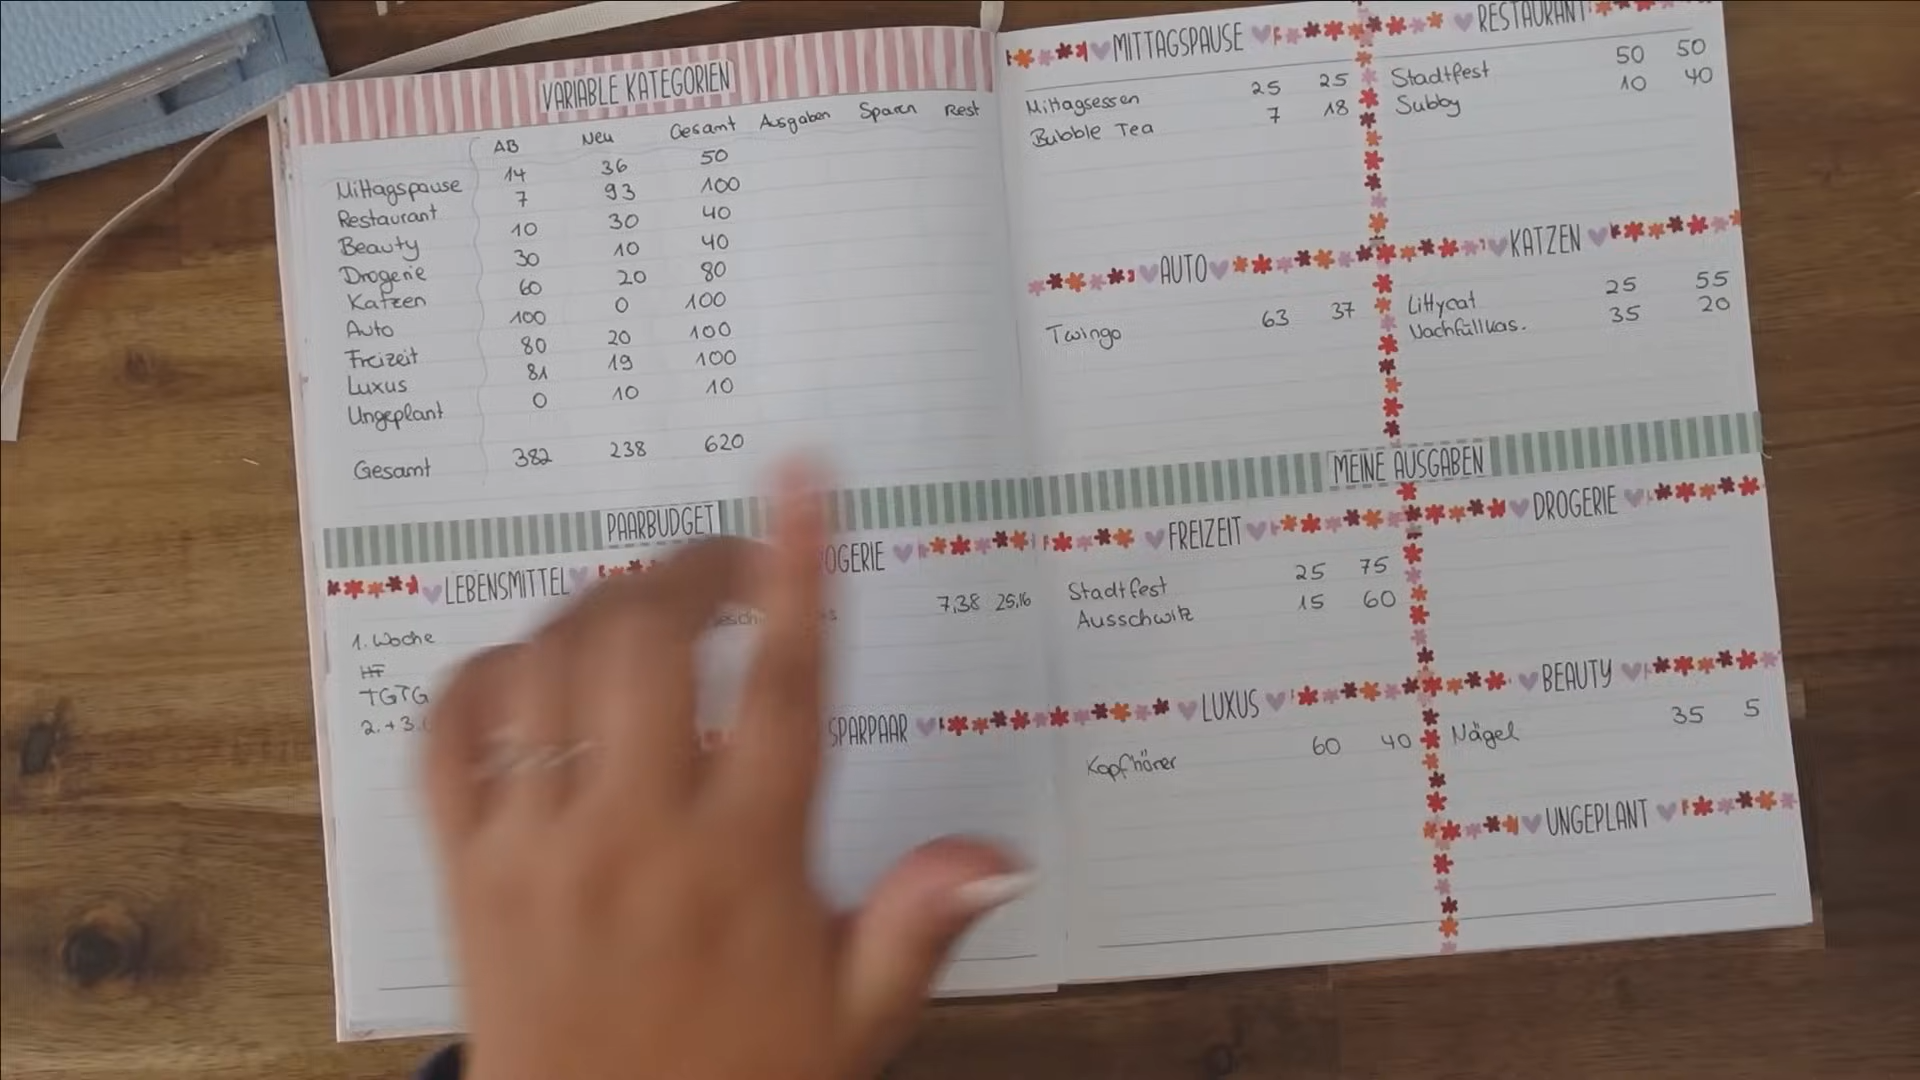 VARIABLE KATEGORIEN
AB Neu Gesamt Ausgaben Sparen Rest
Mittagspause 14 36 50
Restaurant 7 93 100
Beauty 10 30 40
Drogerie 30 10 40
Katzen 60 20 80
Auto 100 0 100
Freizeit 80 20 100
Luxus 81 19 100
Ungeplant 0 10 10
Gesamt 382 238 620
PAARBUDGET
LEBENSMITTEL
1. Woche
HF
TGTG
2. + 3.
OGERIE
7,38 25,16
SPARPAAR
MITTAGSPAUSE
Mittagsessen 25 25
Bubble Tea 7 18
RESTAURANT
Stadtfest 50 50
Subby 10 40
AUTO
Twingo 63 37
KATZEN
Littycat 25 55
Nachfüllkas. 35 20
MEINE AUSGABEN
FREIZEIT
Stadtfest 25 75
Ausschwitz 15 60
DROGERIE
LUXUS
Kopfhörer 60 40
BEAUTY
Nägel 35 5
UNGEPLANT